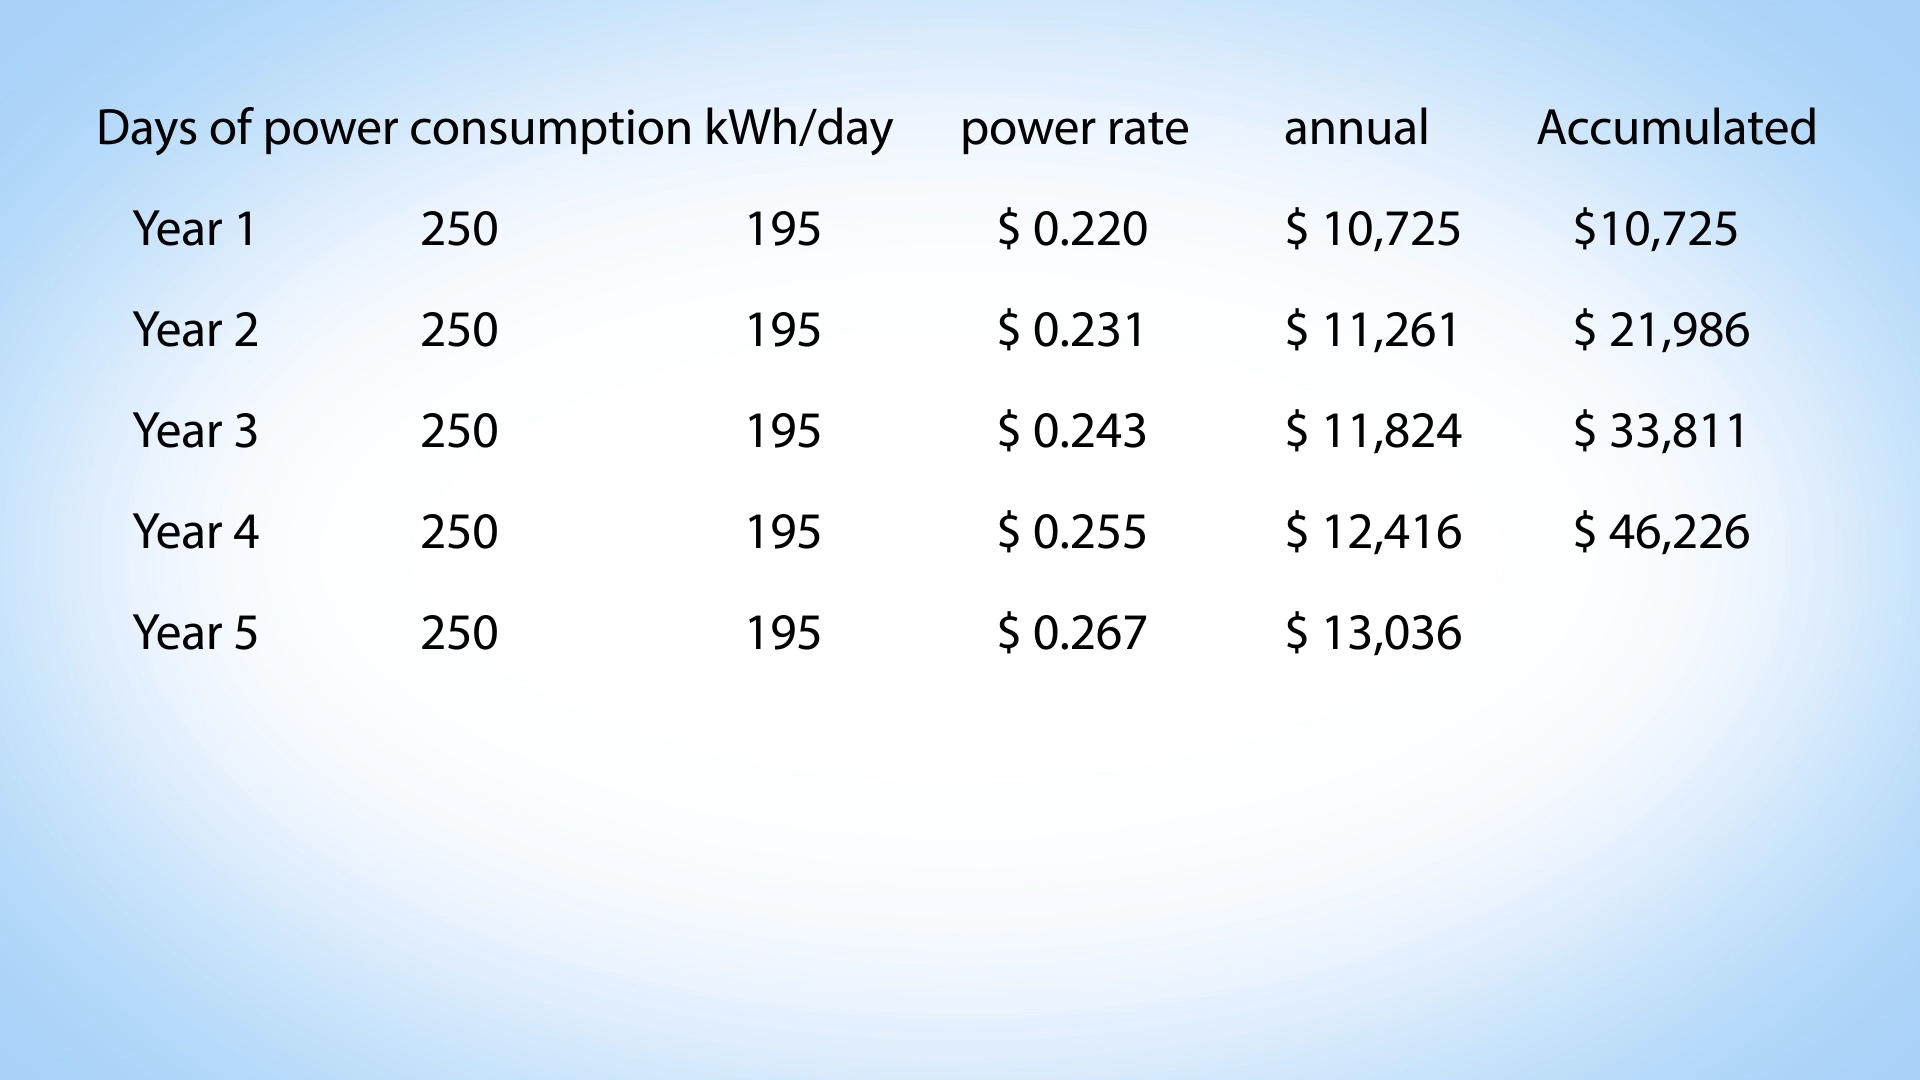 Days of power consumption kWh/day power rate annual Accumulated
Year 1 250 195 $ 0.220 $ 10,725 $10,725
Year 2 250 195 $ 0.231 $ 11,261 $ 21,986
Year 3 250 195 $ 0.243 $ 11,824 $ 33,811
Year 4 250 195 $ 0.255 $ 12,416 $ 46,226
Year 5 250 195 $ 0.267 $ 13,036